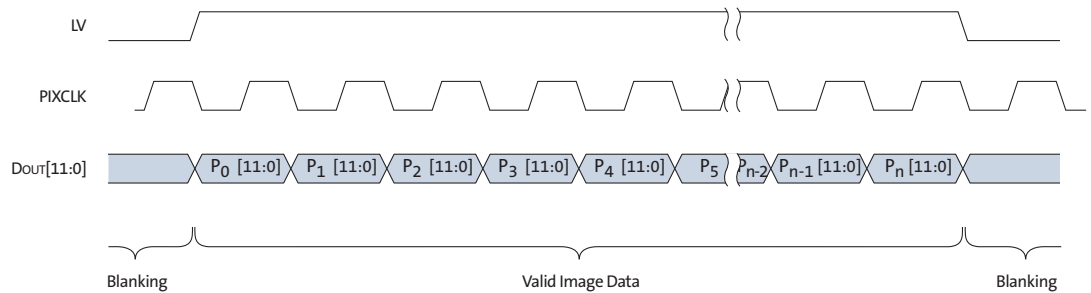 LV
PIXCLK
DOUT[11:0]
P0 [11:0] P1 [11:0] P2 [11:0] P3 [11:0] P4 [11:0] P5 Pn-2 Pn-1 [11:0] Pn [11:0]
Blanking Valid Image Data Blanking